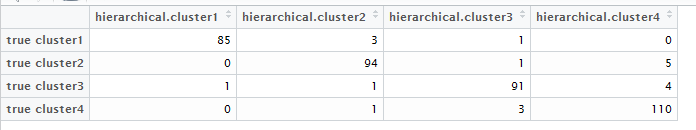 hierarchical.cluster1 hierarchical.cluster2 hierarchical.cluster3 hierarchical.cluster4
true cluster1 85 3 1 0
true cluster2 0 94 1 5
true cluster3 1 1 91 4
true cluster4 0 1 3 110